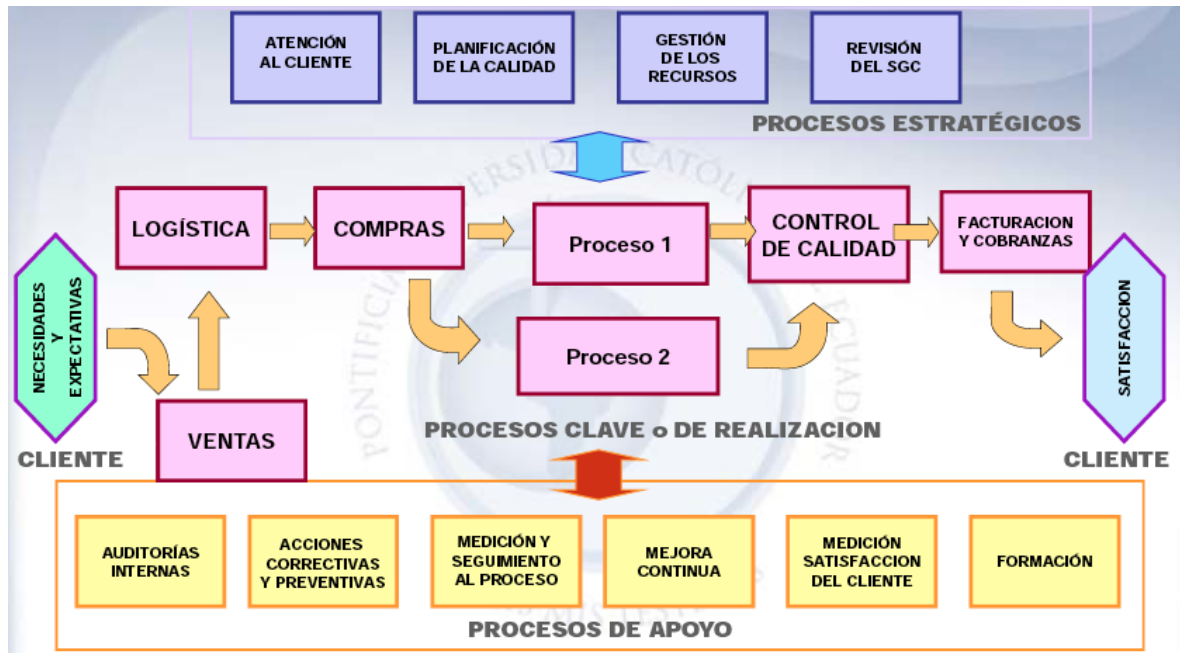 ATENCIÓN
AL CLIENTE
PLANIFICACIÓN
DE LA CALIDAD
GESTIÓN
DE LOS
RECURSOS
REVISIÓN
DEL SGC
PROCESOS ESTRATÉGICOS
LOGÍSTICA
COMPRAS
Proceso 1
CONTROL
DE CALIDAD
FACTURACION
Y COBRANZAS
NECESIDADES
Y
EXPECTATIVAS
CLIENTE
VENTAS
Proceso 2
SATISFACCION
CLIENTE
PROCESOS CLAVE o DE REALIZACION
AUDITORÍAS
INTERNAS
ACCIONES
CORRECTIVAS
Y PREVENTIVAS
MEDICIÓN Y
SEGUIMIENTO
AL PROCESO
MEJORA
CONTINUA
MEDICIÓN
SATISFACCION
DEL CLIENTE
FORMACIÓN
PROCESOS DE APOYO